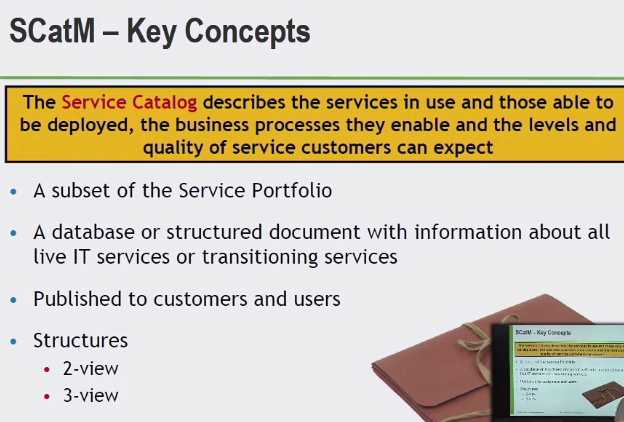 SCatM – Key Concepts
The Service Catalog describes the services in use and those able to
be deployed, the business processes they enable and the levels and
quality of service customers can expect
• A subset of the Service Portfolio
• A database or structured document with information about all
live IT services or transitioning services
• Published to customers and users
• Structures
• 2-view
• 3-view
SCatM – Key Concepts